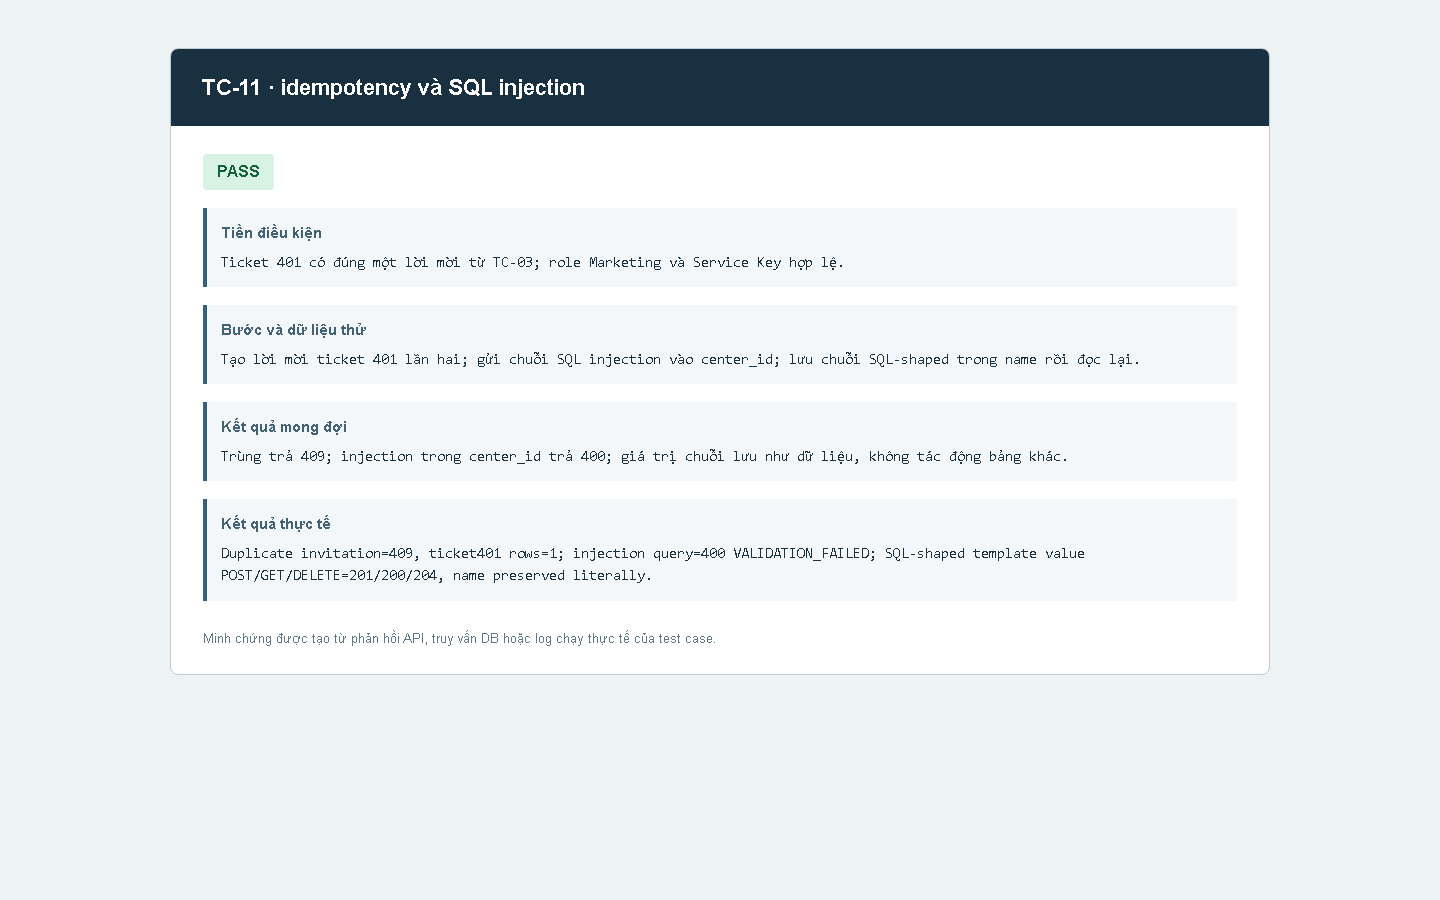 TC-11 · idempotency và SQL injection
PASS
Tiền điều kiện
Ticket 401 có đúng một lời mời từ TC-03; role Marketing và Service Key hợp lệ.
Bước và dữ liệu thử
Tạo lời mời ticket 401 lần hai; gửi chuỗi SQL injection vào center_id; lưu chuỗi SQL-shaped trong name rồi đọc lại.
Kết quả mong đợi
Trùng trả 409; injection trong center_id trả 400; giá trị chuỗi lưu như dữ liệu, không tác động bảng khác.
Kết quả thực tế
Duplicate invitation=409, ticket401 rows=1; injection query=400 VALIDATION_FAILED; SQL-shaped template value
POST/GET/DELETE=201/200/204, name preserved literally.
Minh chứng được tạo từ phản hồi API, truy vấn DB hoặc log chạy thực tế của test case.